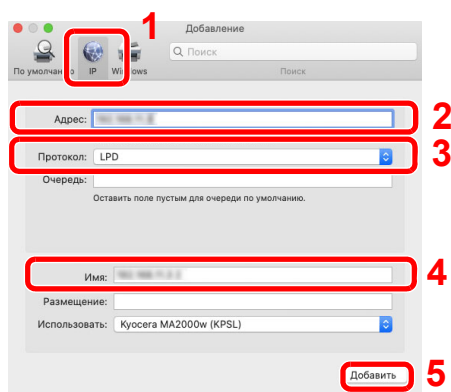 1
Добавление
Поиск
По умолчанию IP Windows Поиск
Адрес: 2
Протокол: LPD 3
Очередь:
Оставить поле пустым для очереди по умолчанию.
Имя: 4
Размещение:
Использовать: Kyocera MA2000w (KPSL)
Добавить 5